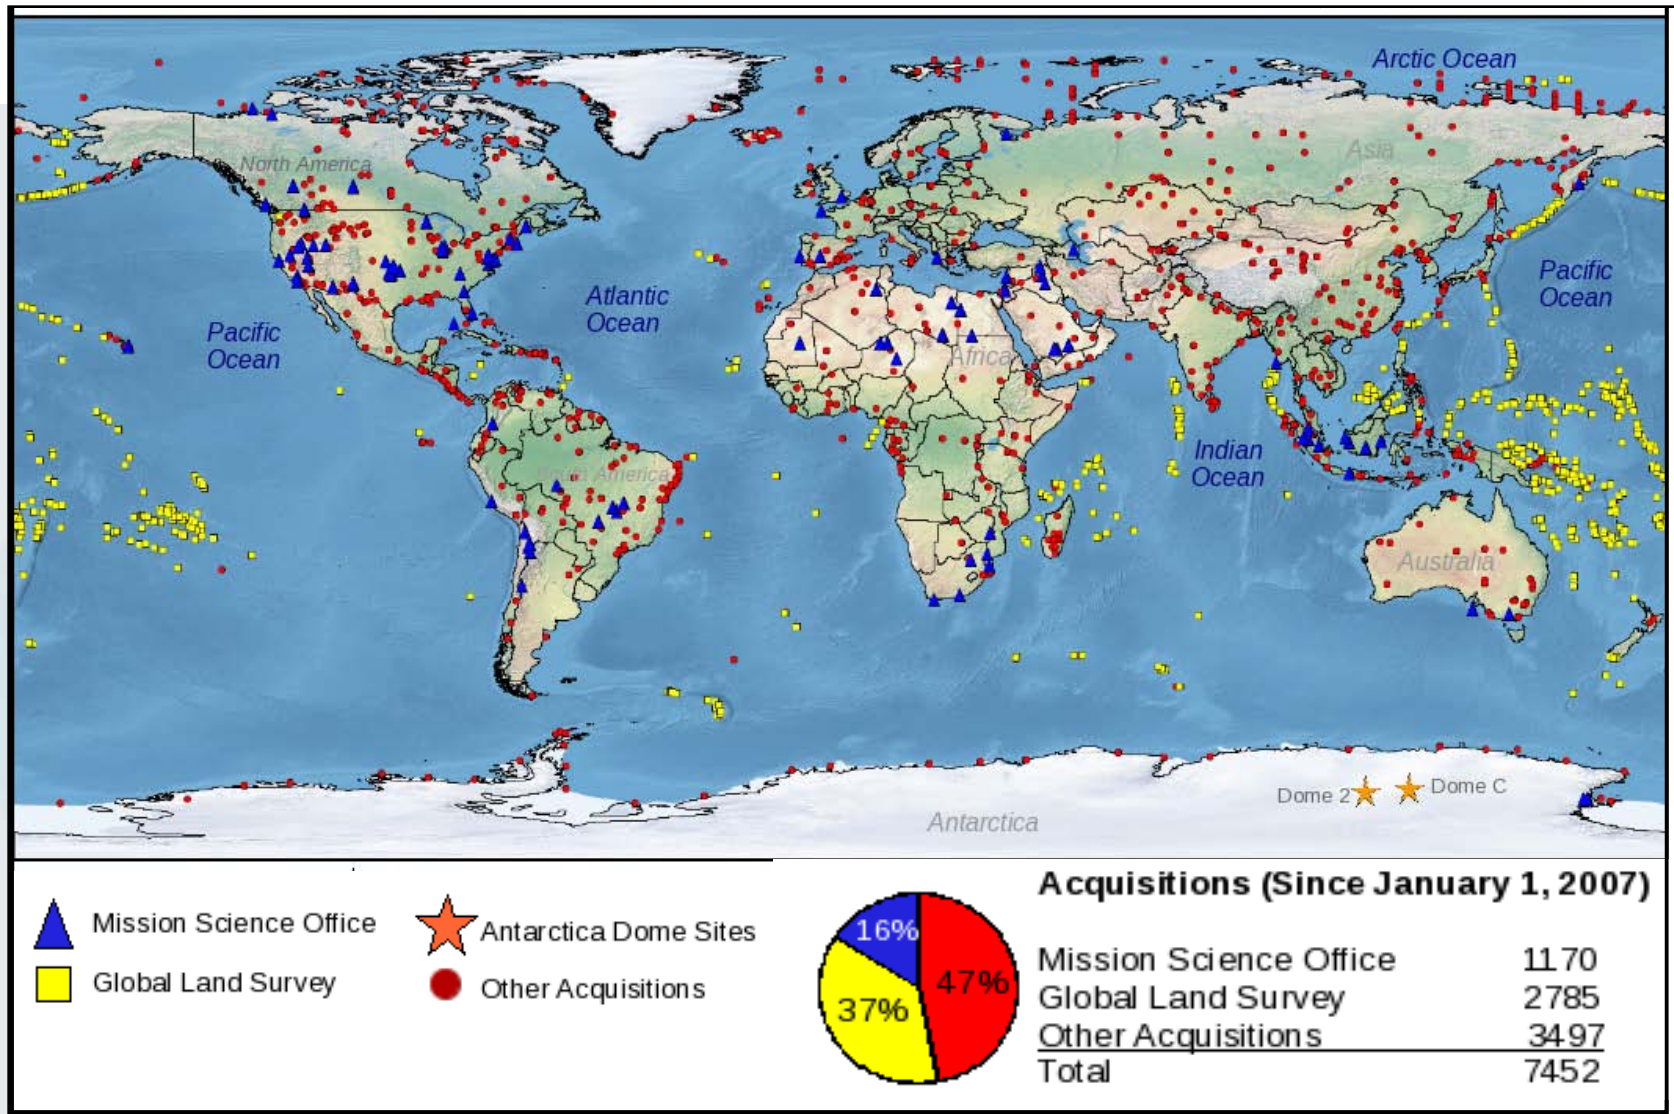 Arctic Ocean
North America
Asia
Pacific
Ocean
Atlantic
Ocean
Pacific
Ocean
Africa
South America
Indian
Ocean
Australia
Dome 2
Dome C
Antarctica
Mission Science Office
Antarctica Dome Sites
Global Land Survey
Other Acquisitions
16%
47%
37%
Acquisitions (Since January 1, 2007)
Mission Science Office 1170
Global Land Survey 2785
Other Acquisitions 3497
Total 7452